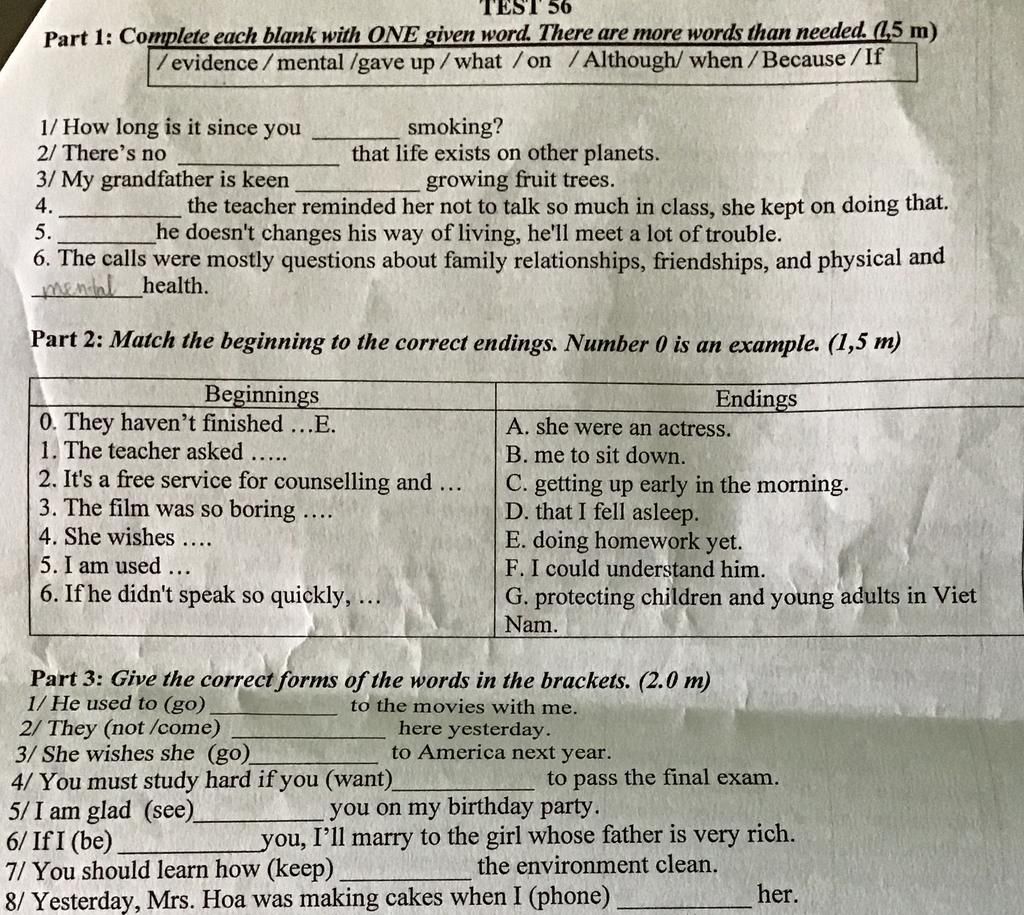 TEST 56
Part 1: Complete each blank with ONE given word. There are more words than needed. (1,5 m)
/ evidence / mental /gave up / what / on / Although/ when / Because / If
1/ How long is it since you ________ smoking?
2/ There's no ________________ that life exists on other planets.
3/ My grandfather is keen ____________ growing fruit trees.
4. ____________ the teacher reminded her not to talk so much in class, she kept on doing that.
5. __________he doesn't changes his way of living, he'll meet a lot of trouble.
6. The calls were mostly questions about family relationships, friendships, and physical and
_mental__health.
Part 2: Match the beginning to the correct endings. Number 0 is an example. (1,5 m)
Beginnings
0. They haven't finished …E.
1. The teacher asked …..
2. It's a free service for counselling and …
3. The film was so boring ….
4. She wishes ….
5. I am used …
6. If he didn't speak so quickly, …
Endings
A. she were an actress.
B. me to sit down.
C. getting up early in the morning.
D. that I fell asleep.
E. doing homework yet.
F. I could understand him.
G. protecting children and young adults in Viet
Nam.
Part 3: Give the correct forms of the words in the brackets. (2.0 m)
1/ He used to (go) _____________ to the movies with me.
2/ They (not /come) _______________ here yesterday.
3/ She wishes she (go)_____________ to America next year.
4/ You must study hard if you (want)______________ to pass the final exam.
5/ I am glad (see)_____________ you on my birthday party.
6/ If I (be) ______________you, I'll marry to the girl whose father is very rich.
7/ You should learn how (keep) _____________ the environment clean.
8/ Yesterday, Mrs. Hoa was making cakes when I (phone) _____________ her.